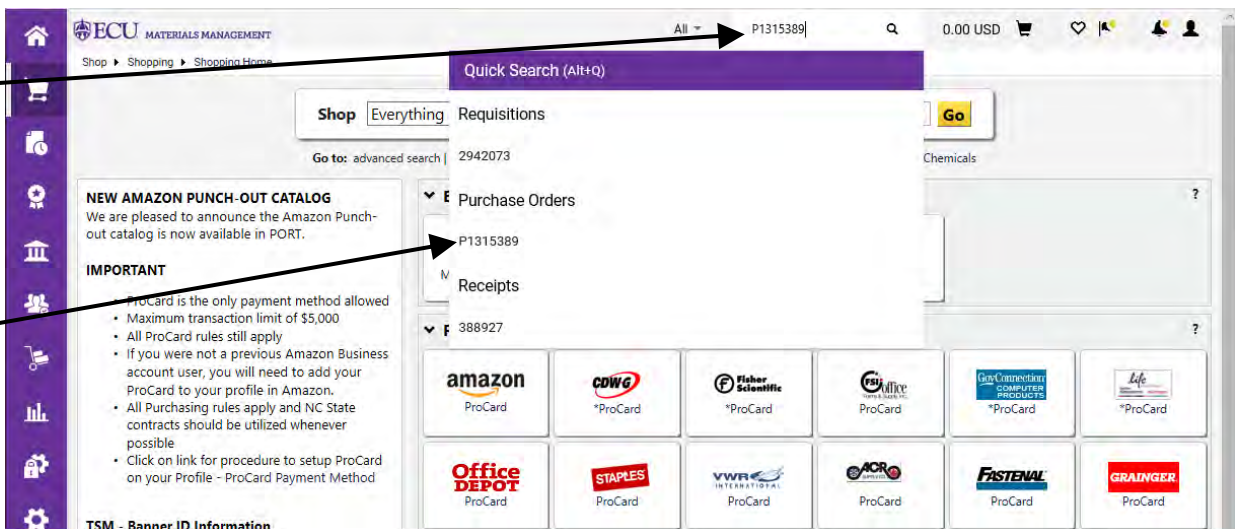 ECU MATERIALS MANAGEMENT
All
P1315389
0.00 USD
Shop Shopping Shopping Home
Quick Search (Alt+Q)
Requisitions
2942073
Purchase Orders
P1315389
Receipts
388927
Shop Everything
Go
Go to: advanced search |
Chemicals
NEW AMAZON PUNCH-OUT CATALOG
We are pleased to announce the Amazon Punch-
out catalog is now available in PORT.
IMPORTANT
• ProCard is the only payment method allowed
• Maximum transaction limit of $5,000
• All ProCard rules still apply
• If you were not a previous Amazon Business
account user, you will need to add your
ProCard to your profile in Amazon.
• All Purchasing rules apply and NC State
contracts should be utilized whenever
possible
• Click on link for procedure to setup ProCard
on your Profile - ProCard Payment Method
TSM - Banner ID Information
?
?
amazon
ProCard
CDWG
*ProCard
Fisher Scientific
*ProCard
FSIoffice
ProCard
GovConnection
COMPUTER
PRODUCTS
*ProCard
life
*ProCard
Office
DEPOT
ProCard
STAPLES
ProCard
VWR
INTERNATIONAL
ProCard
ACR
ProCard
FASTENAL
ProCard
GRAINGER
ProCard